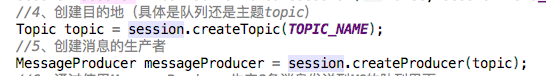 //4、创建目的地（具体是队列还是主题topic）
Topic topic = session.createTopic(TOPIC_NAME);
//5、创建消息的生产者
MessageProducer messageProducer = session.createProducer(topic);